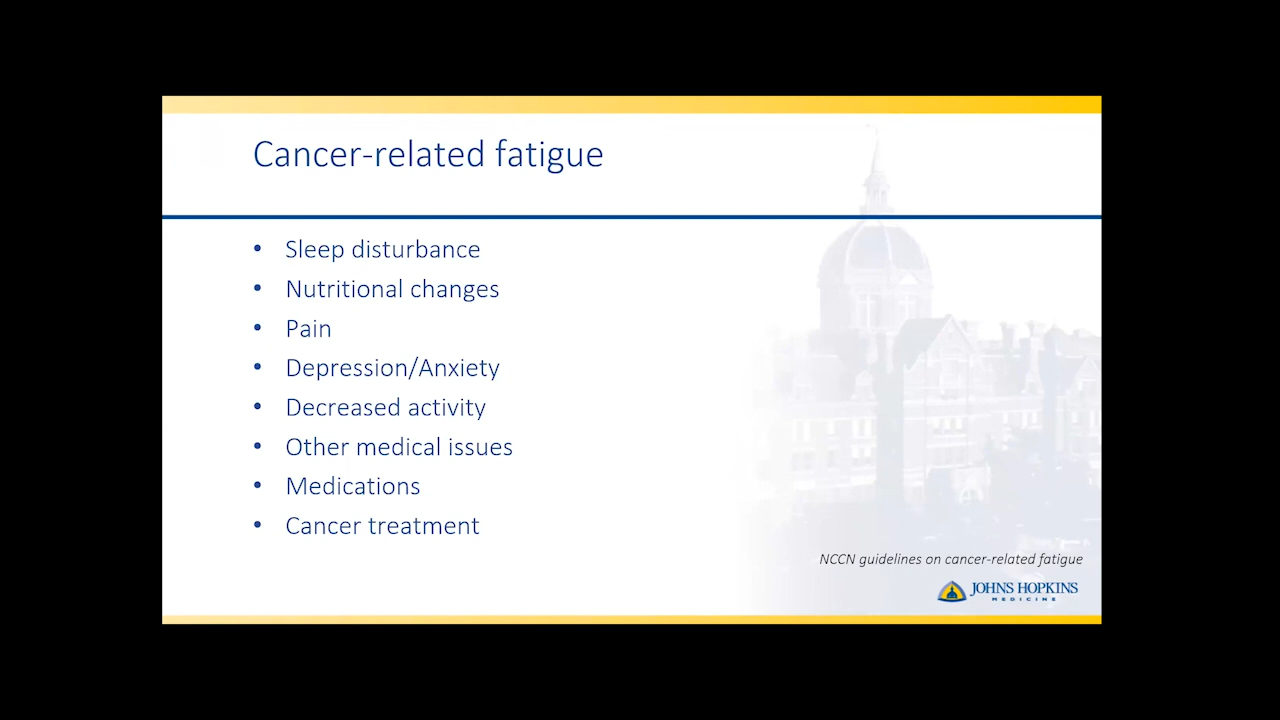 Cancer-related fatigue
• Sleep disturbance
• Nutritional changes
• Pain
• Depression/Anxiety
• Decreased activity
• Other medical issues
• Medications
• Cancer treatment
NCCN guidelines on cancer-related fatigue
JOHNS HOPKINS
MEDICINE